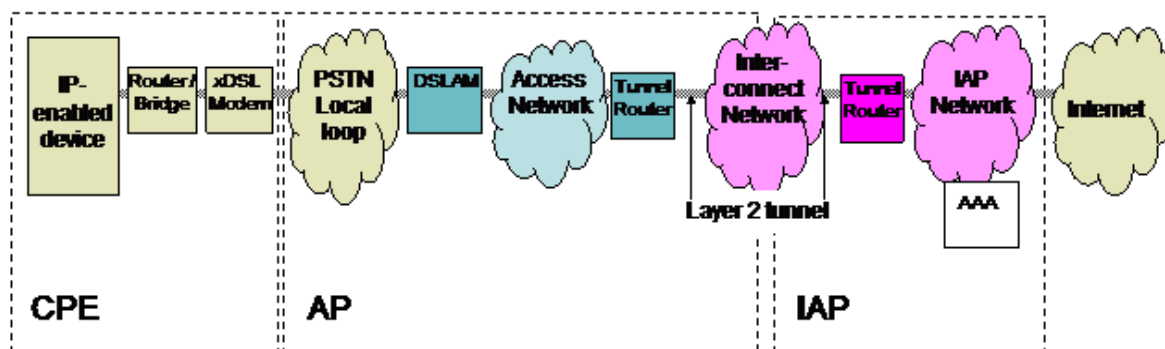 IP-
enabled
device
Router /
Bridge
xDSL
Modem
PSTN
Local
loop
DSLAM
Access
Network
Tunnel
Router
Inter-
connect
Network
Tunnel
Router
IAP
Network
Internet
Layer 2 tunnel
AAA
CPE
AP
IAP